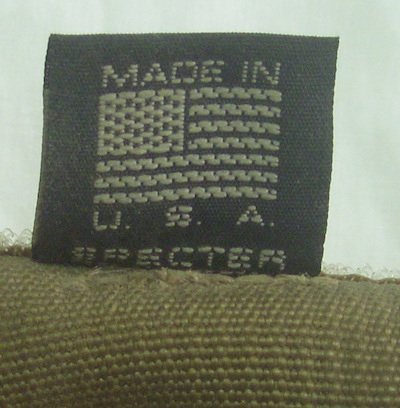 MADE IN
U. S. A.
SPECTER